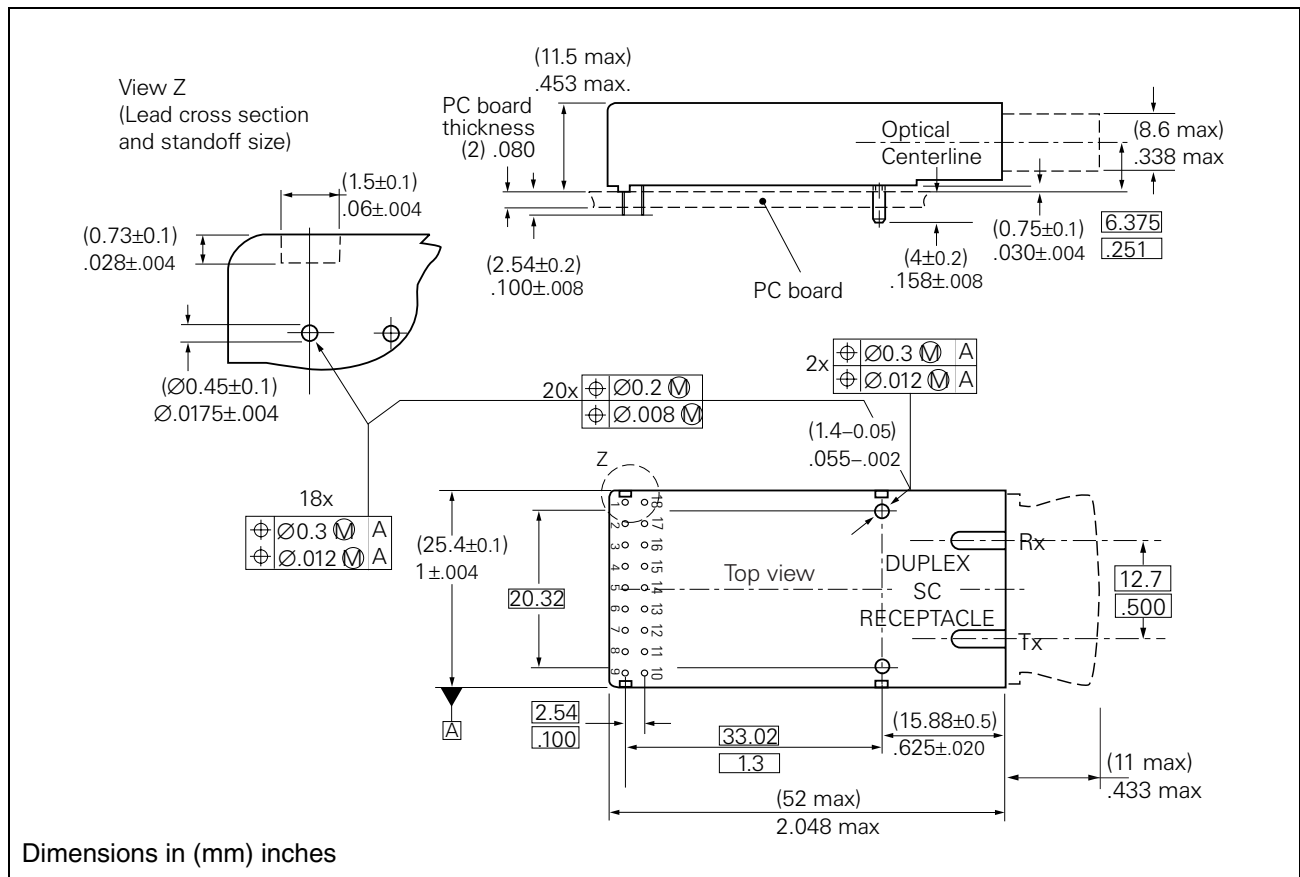 View Z
(Lead cross section
and standoff size)
(1.5±0.1)
.06±.004
(0.73±0.1)
.028±.004
(Ø0.45±0.1)
Ø.0175±.004
(11.5 max)
.453 max.
PC board
thickness
(2) .080
Optical
Centerline
(8.6 max)
.338 max
(2.54±0.2)
.100±.008
PC board
(4±0.2)
.158±.008
(0.75±0.1)
.030±.004
6.375
.251
20x
⌖ Ø0.2 Ⓜ
⌖ Ø.008 Ⓜ
2x
⌖ Ø0.3 Ⓜ A
⌖ Ø.012 Ⓜ A
(1.4–0.05)
.055–.002
18x
⌖ Ø0.3 Ⓜ A
⌖ Ø.012 Ⓜ A
Z
(25.4±0.1)
1±.004
20.32
1 18
2 17
3 16
4 15
5 14
6 13
7 12
8 11
9 10
Top view
DUPLEX
SC
RECEPTACLE
Rx
Tx
12.7
.500
A
2.54
.100
33.02
1.3
(15.88±0.5)
.625±.020
(11 max)
.433 max
(52 max)
2.048 max
Dimensions in (mm) inches